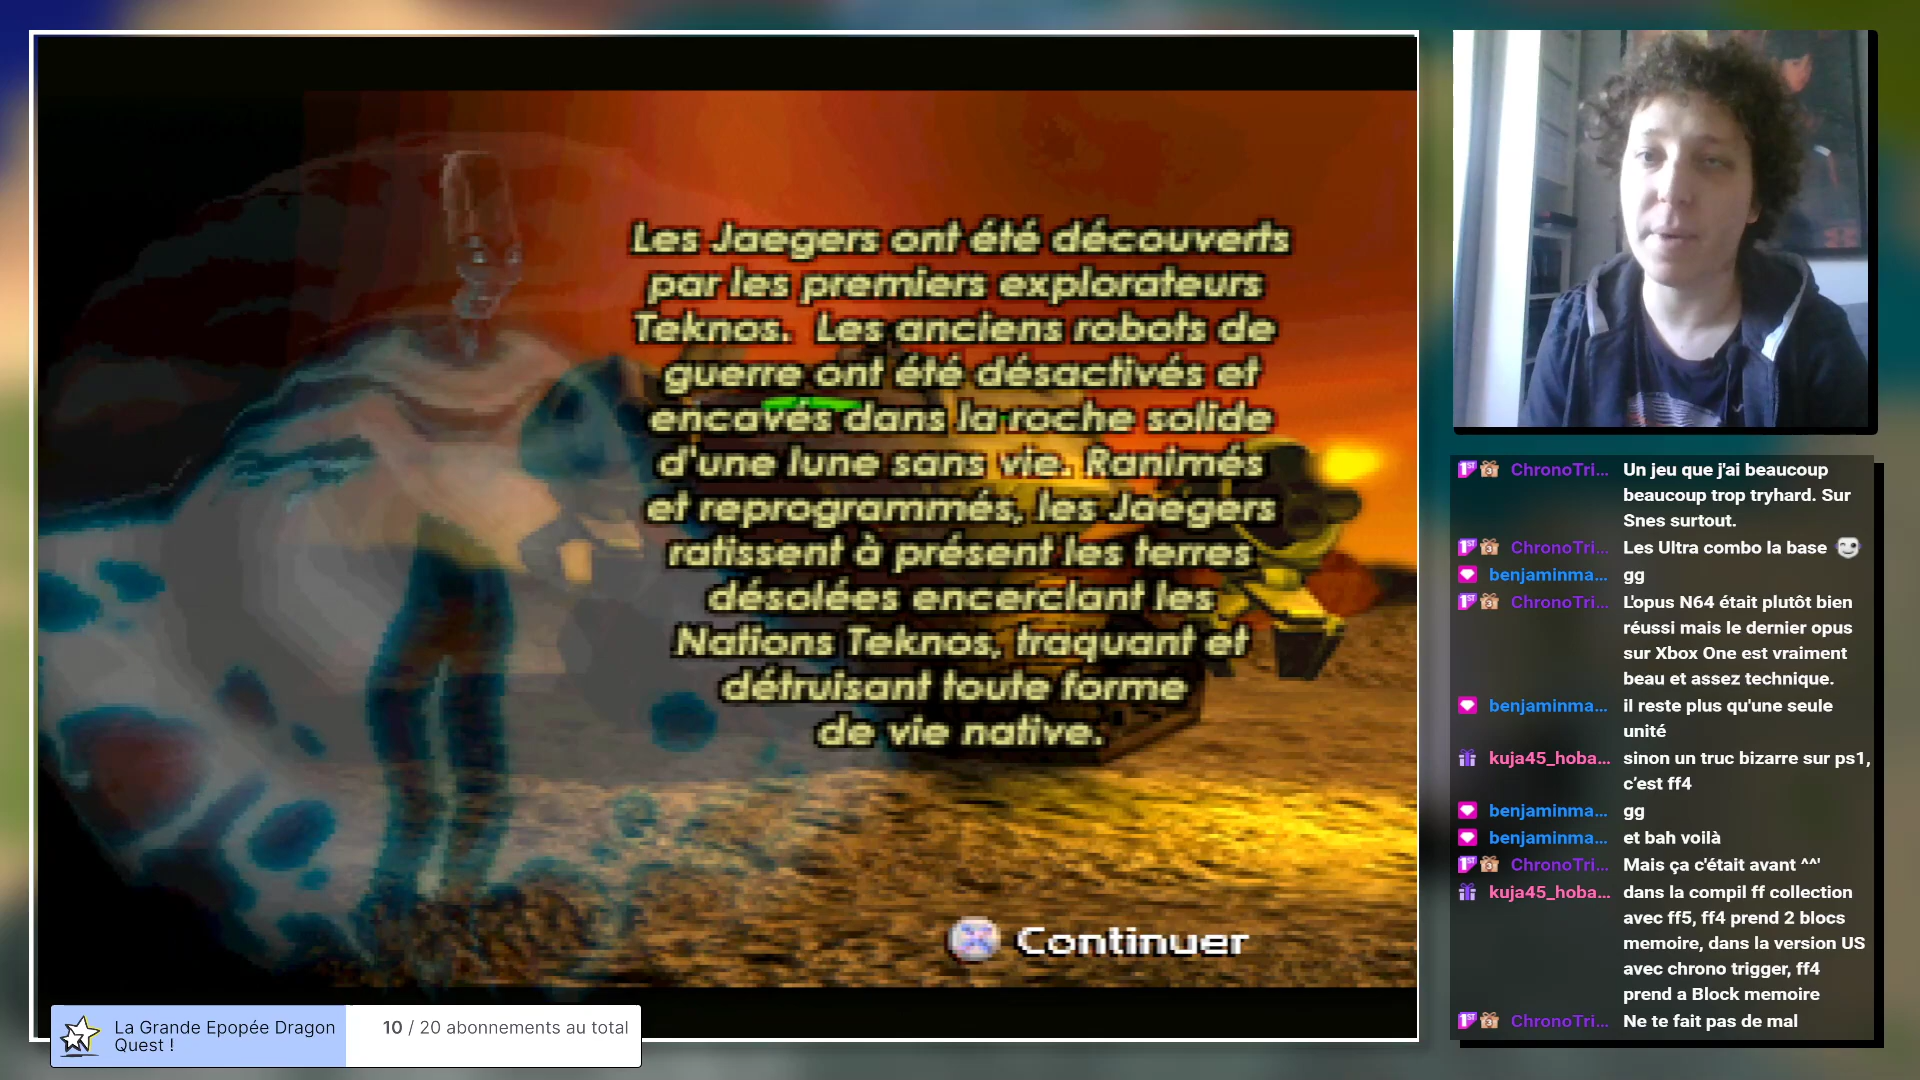 Les Jaegers ont été découverts
par les premiers explorateurs
Teknos. Les anciens robots de
guerre ont été désactivés et
encavés dans la roche solide
d'une lune sans vie. Ranimés
et reprogrammés, les Jaegers
ratissent à présent les terres
désolées encerclant les
Nations Teknos, traquant et
détruisant toute forme
de vie native.
Continuer
La Grande Epopée Dragon
Quest !
10 / 20 abonnements au total
ChronoTri... Un jeu que j'ai beaucoup
beaucoup trop tryhard. Sur
Snes surtout.
ChronoTri... Les Ultra combo la base
benjaminma... gg
ChronoTri... L'opus N64 était plutôt bien
réussi mais le dernier opus
sur Xbox One est vraiment
beau et assez technique.
benjaminma... il reste plus qu'une seule
unité
kuja45_hoba... sinon un truc bizarre sur ps1,
c'est ff4
benjaminma... gg
benjaminma... et bah voilà
ChronoTri... Mais ça c'était avant ^^'
kuja45_hoba... dans la compil ff collection
avec ff5, ff4 prend 2 blocs
memoire, dans la version US
avec chrono trigger, ff4
prend a Block memoire
ChronoTri... Ne te fait pas de mal